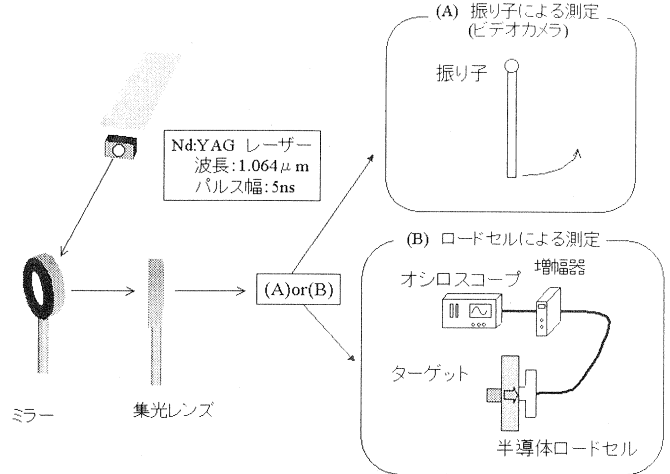 (A) 振り子による測定
(ビデオカメラ)
振り子
Nd:YAG レーザー
波長:1.064μm
パルス幅:5ns
(B) ロードセルによる測定
(A)or(B)
オシロスコープ
増幅器
ターゲット
半導体ロードセル
ミラー
集光レンズ